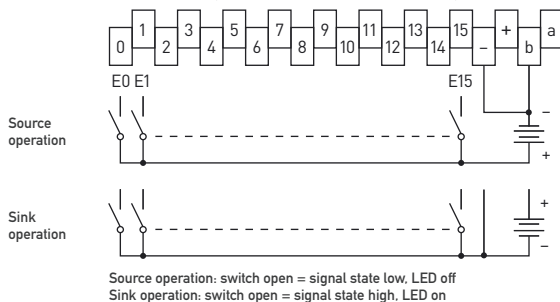 1 3 5 7 9 11 13 15 + a
0 2 4 6 8 10 12 14 − b
E0 E1 E15
Source
operation
−
+
Sink
operation
+
−
Source operation: switch open = signal state low, LED off
Sink operation: switch open = signal state high, LED on